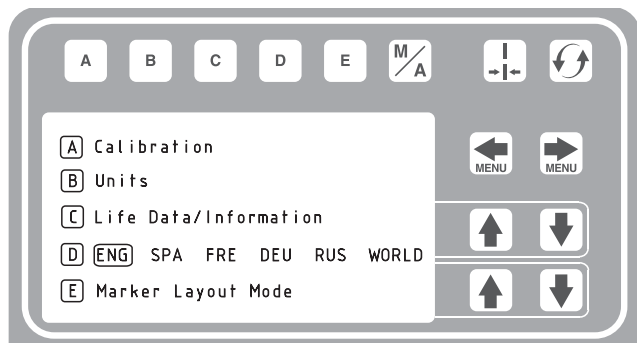 A B C D E M/A
MENU MENU
A Calibration
B Units
C Life Data/Information
D ENG SPA FRE DEU RUS WORLD
E Marker Layout Mode